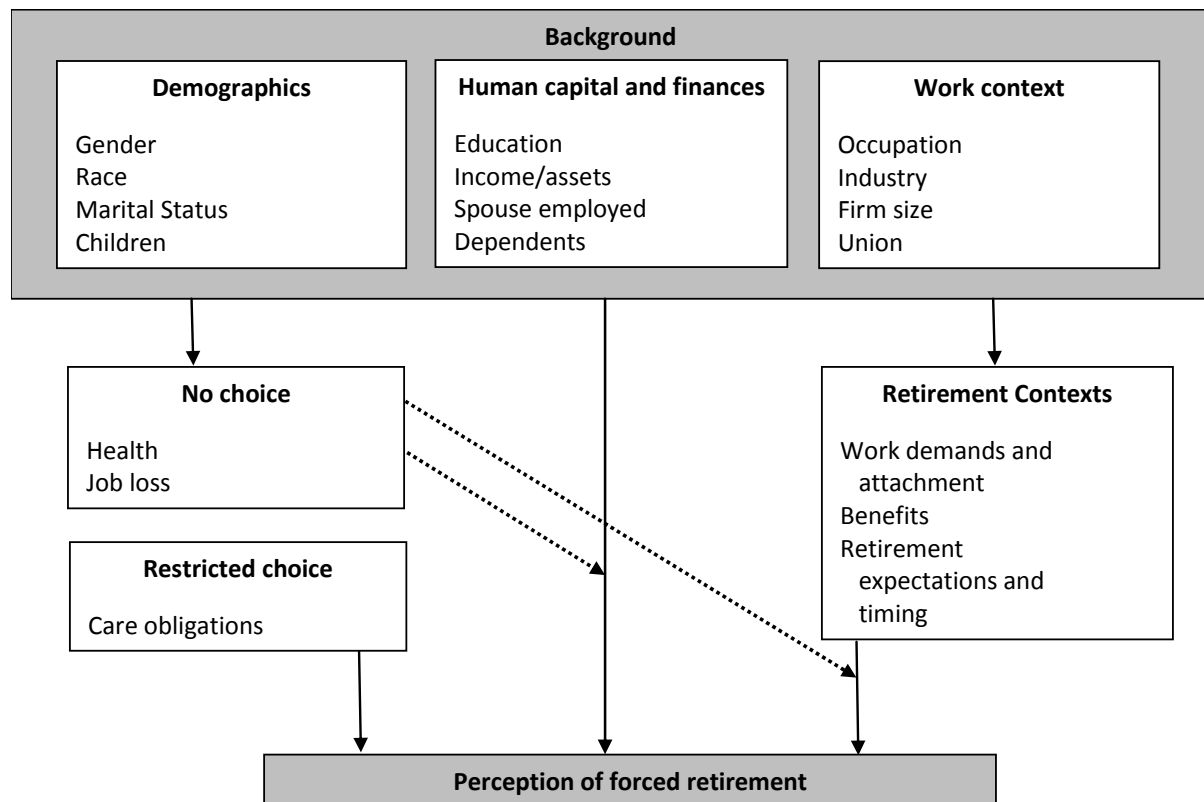 Background
Demographics
Gender
Race
Marital Status
Children
Human capital and finances
Education
Income/assets
Spouse employed
Dependents
Work context
Occupation
Industry
Firm size
Union
No choice
Health
Job loss
Restricted choice
Care obligations
Retirement Contexts
Work demands and
attachment
Benefits
Retirement
expectations and
timing
Perception of forced retirement